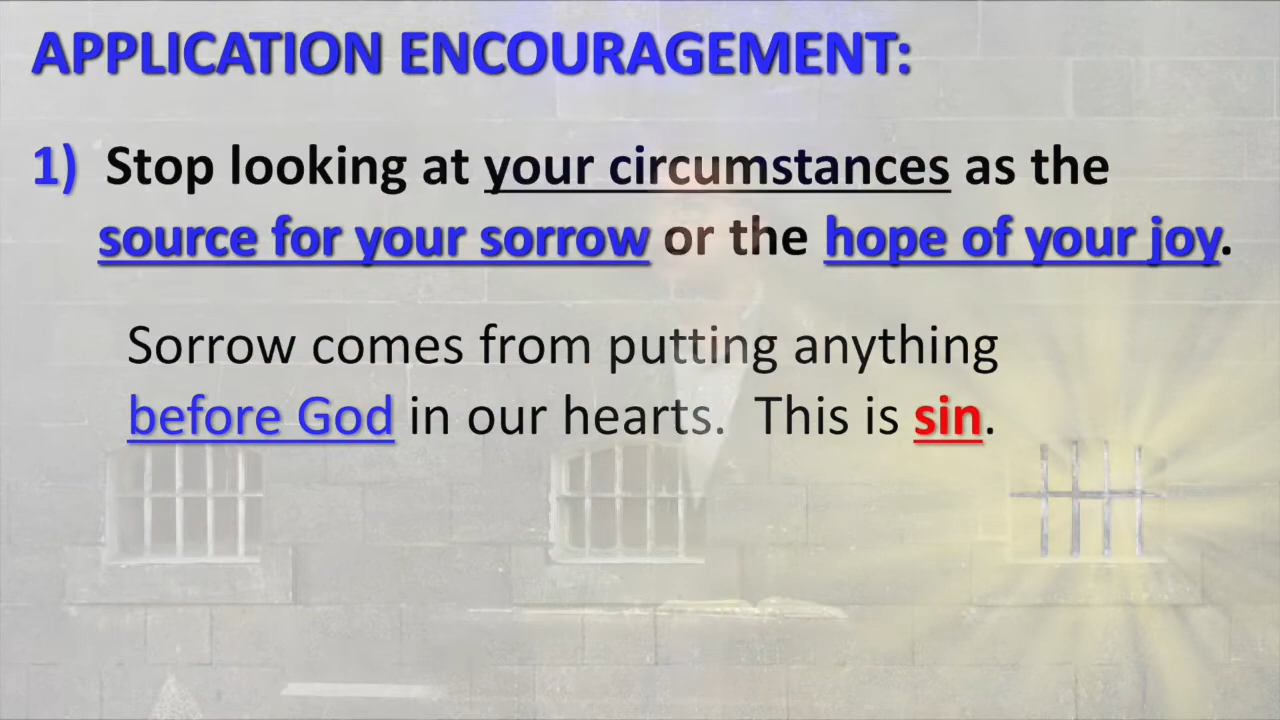 APPLICATION ENCOURAGEMENT:
1) Stop looking at your circumstances as the
source for your sorrow or the hope of your joy.
Sorrow comes from putting anything
before God in our hearts. This is sin.